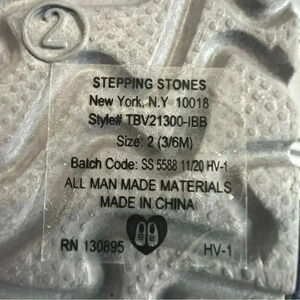 2
STEPPING STONES
New York, N.Y 10018
Style# TBV21300-IBB
Size: 2 (3/6M)
Batch Code: SS 5588 11/20 HV-1
ALL MAN MADE MATERIALS
MADE IN CHINA
RN 130895 HV-1